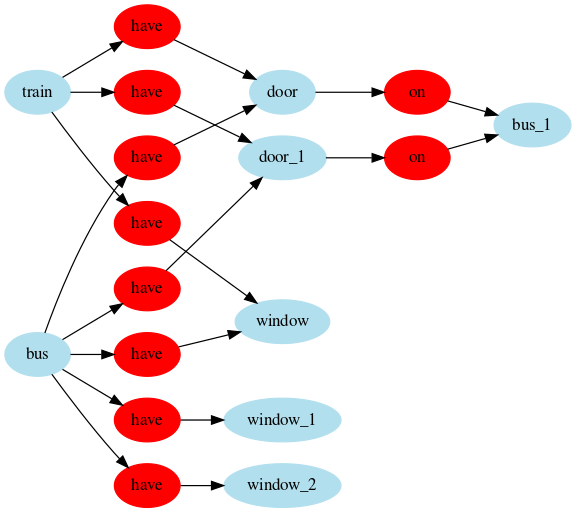 have
train
have
door
on
bus_1
have
door_1
on
have
have
window
bus
have
have
window_1
have
window_2